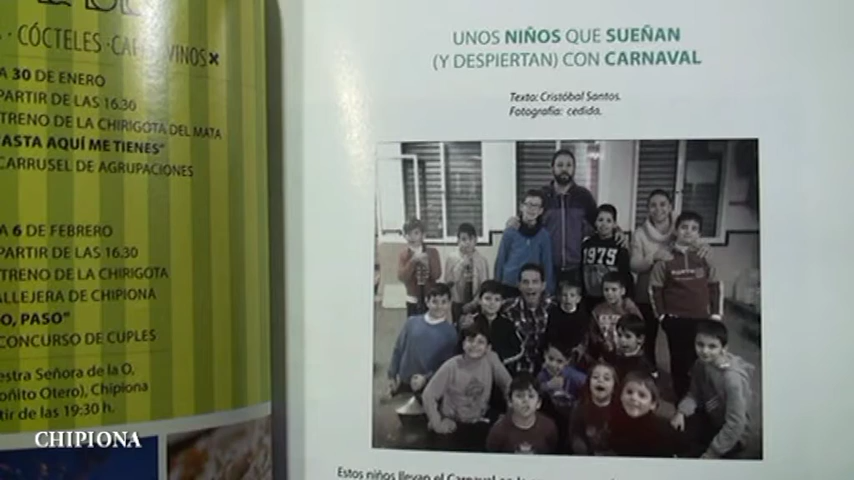 · CÓCTELES · CAFÉ · VINOS
A 30 DE ENERO
PARTIR DE LAS 16.30
TRENO DE LA CHIRIGOTA DEL MATA
ASTA AQUÍ ME TIENES"
CARRUSEL DE AGRUPACIONES
A 6 DE FEBRERO
PARTIR DE LAS 16.30
TRENO DE LA CHIRIGOTA
ALLEJERA DE CHIPIONA
O, PASO"
CONCURSO DE CUPLES
estra Señora de la O,
oñito Otero), Chipiona
tir de las 19:30 h.
CHIPIONA
UNOS NIÑOS QUE SUEÑAN
(Y DESPIERTAN) CON CARNAVAL
Texto: Cristóbal Santos.
Fotografía: cedida.
1975
Estos niños llevan el Carnaval